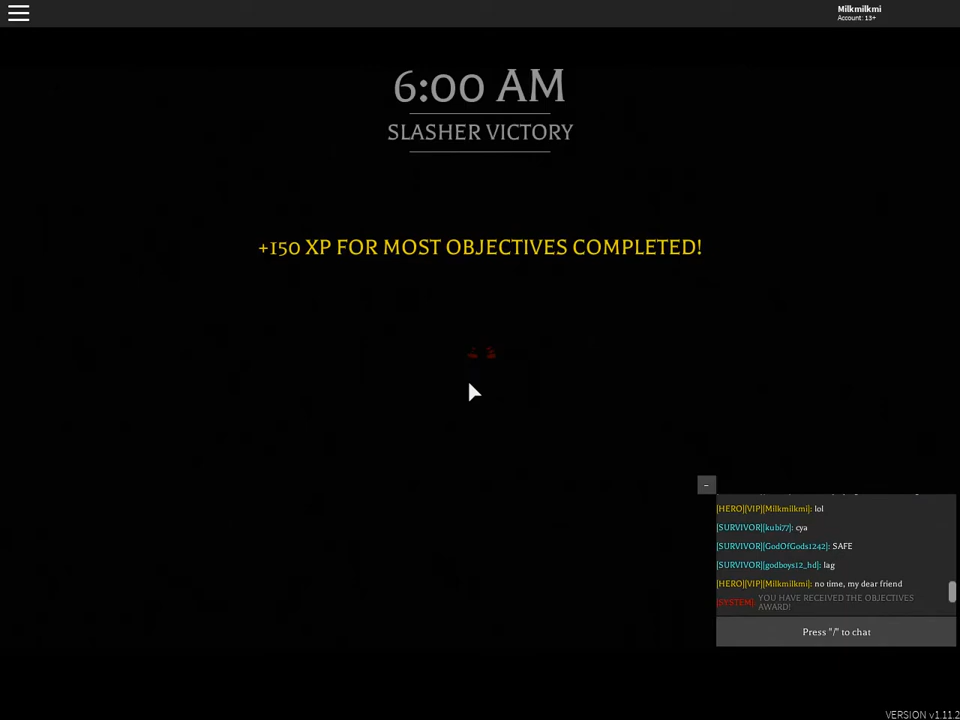 Milkmilkmi
Account: 13+
6:00 AM
SLASHER VICTORY
+150 XP FOR MOST OBJECTIVES COMPLETED!
-
[HERO][VIP][Milkmilkmi]: lol
[SURVIVOR][kubi77]: cya
[SURVIVOR][GodOfGods1242]: SAFE
[SURVIVOR][godboys12_hd]: lag
[HERO][VIP][Milkmilkmi]: no time, my dear friend
[SYSTEM]: YOU HAVE RECEIVED THE OBJECTIVES
AWARD!
Press "/" to chat
VERSION v1.11.2